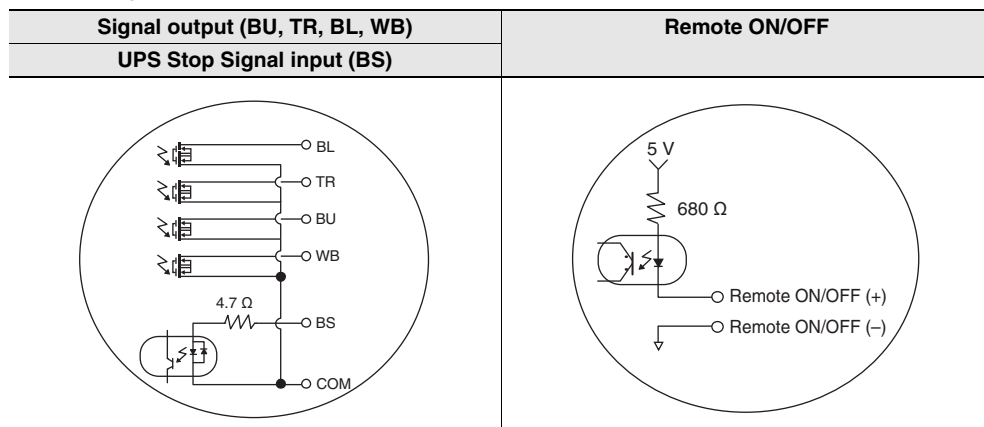 Signal output (BU, TR, BL, WB)
UPS Stop Signal input (BS)
Remote ON/OFF
BL
TR
BU
WB
4.7 Ω
BS
COM
5 V
680 Ω
Remote ON/OFF (+)
Remote ON/OFF (–)